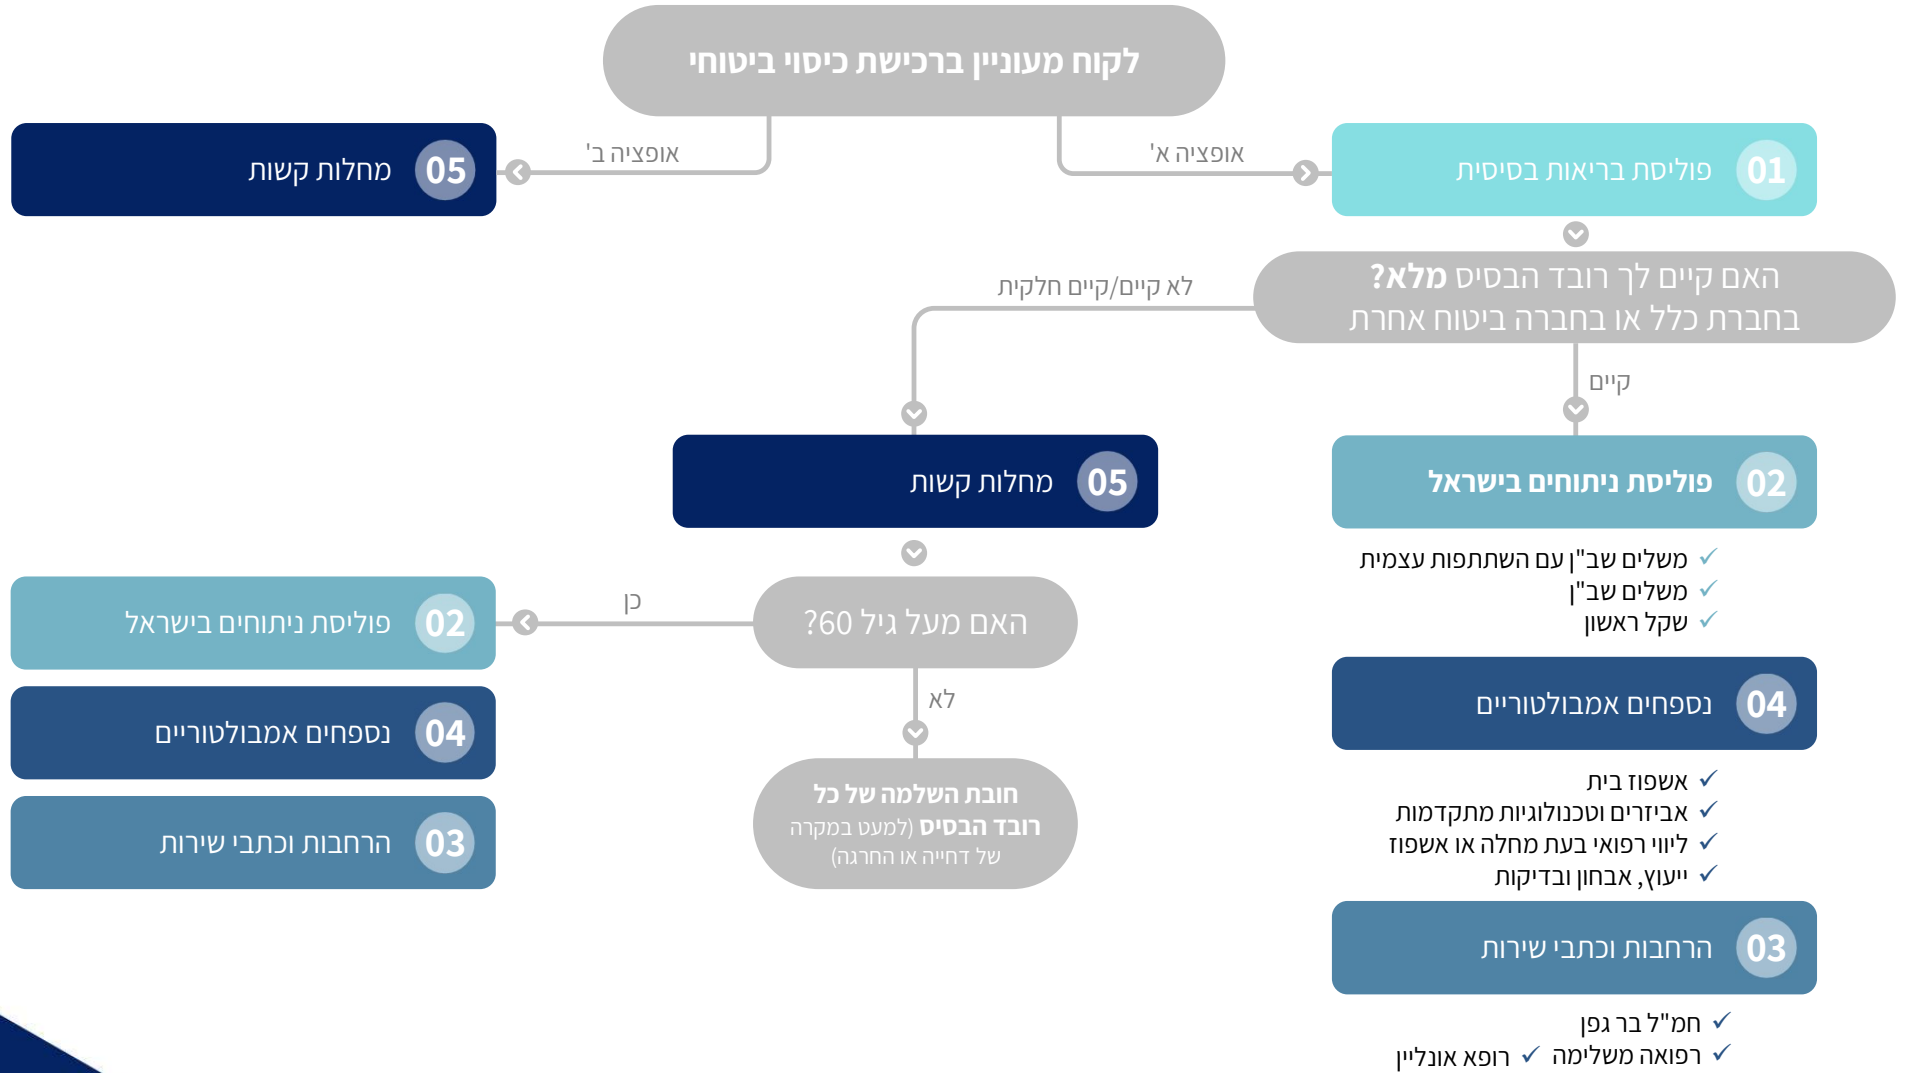 לקוח מעוניין ברכישת כיסוי ביטוחי
אופציה א'
אופציה ב'
01 פוליסת בריאות בסיסית
05 מחלות קשות
האם קיים לך רובד הבסיס מלא?
בחברת כלל או בחברה ביטוח אחרת
לא קיים/קיים חלקית
קיים
02 פוליסת ניתוחים בישראל
✓ משלים שב"ן עם השתתפות עצמית
✓ משלים שב"ן
✓ שקל ראשון
04 נספחים אמבולטוריים
✓ אשפוז בית
✓ אביזרים וטכנולוגיות מתקדמות
✓ ליווי רפואי בעת מחלה או אשפוז
✓ ייעוץ, אבחון ובדיקות
03 הרחבות וכתבי שירות
✓ חמ"ל בר גפן
✓ רפואה משלימה ✓ רופא אונליין
05 מחלות קשות
האם מעל גיל 60?
כן
לא
חובת השלמה של כל
רובד הבסיס (למעט במקרה
של דחייה או החרגה)
02 פוליסת ניתוחים בישראל
04 נספחים אמבולטוריים
03 הרחבות וכתבי שירות